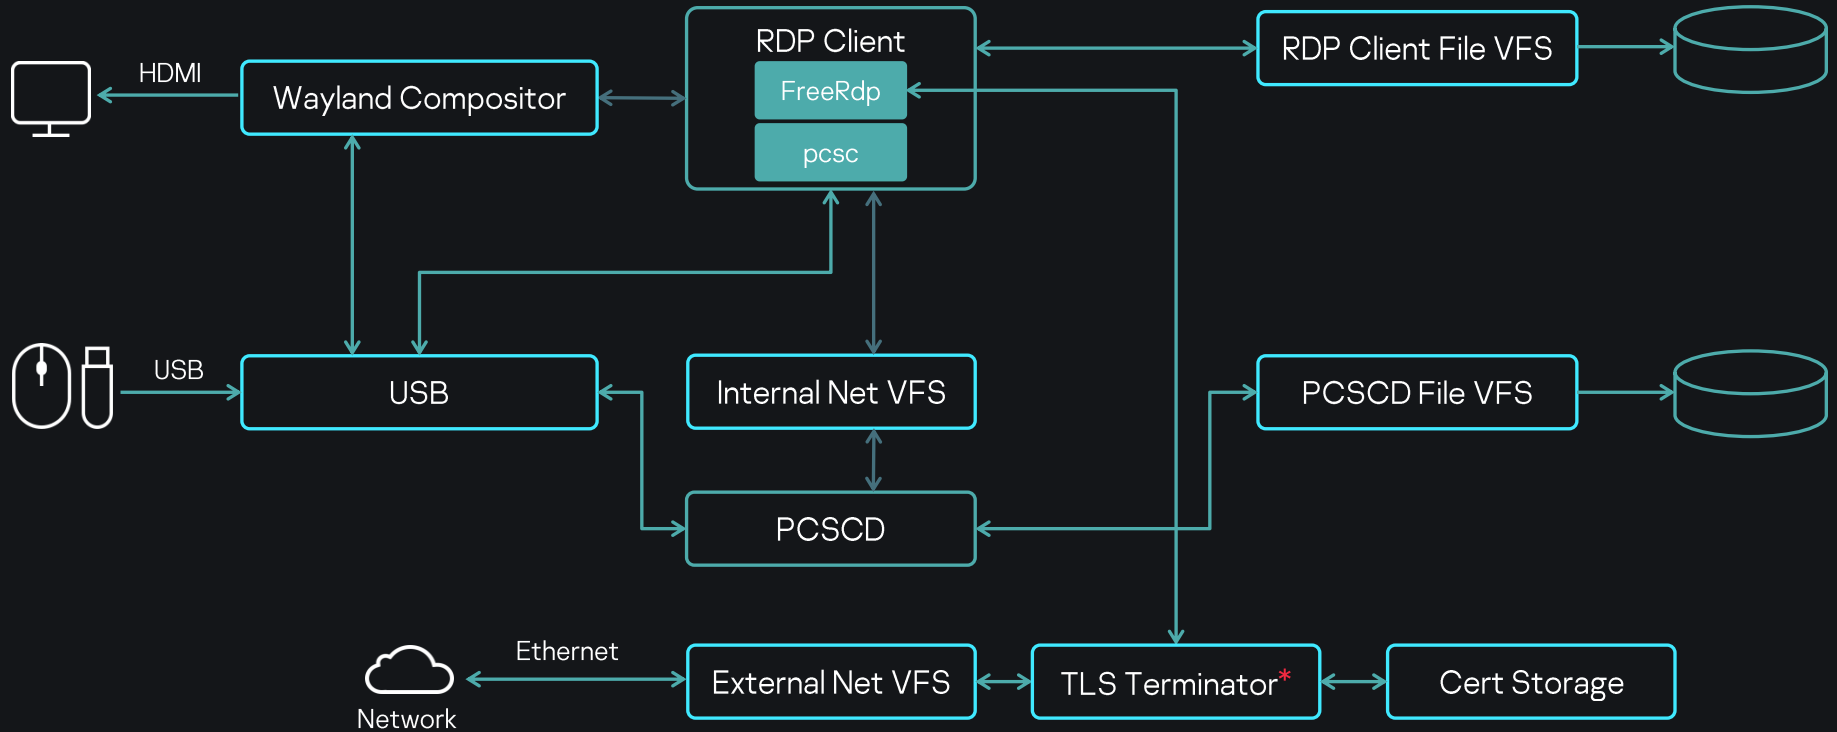 RDP Client
RDP Client File VFS
HDMI
Wayland Compositor
FreeRdp
pcsc
USB
USB
Internal Net VFS
PCSCD File VFS
PCSCD
Ethernet
External Net VFS
TLS Terminator*
Cert Storage
Network